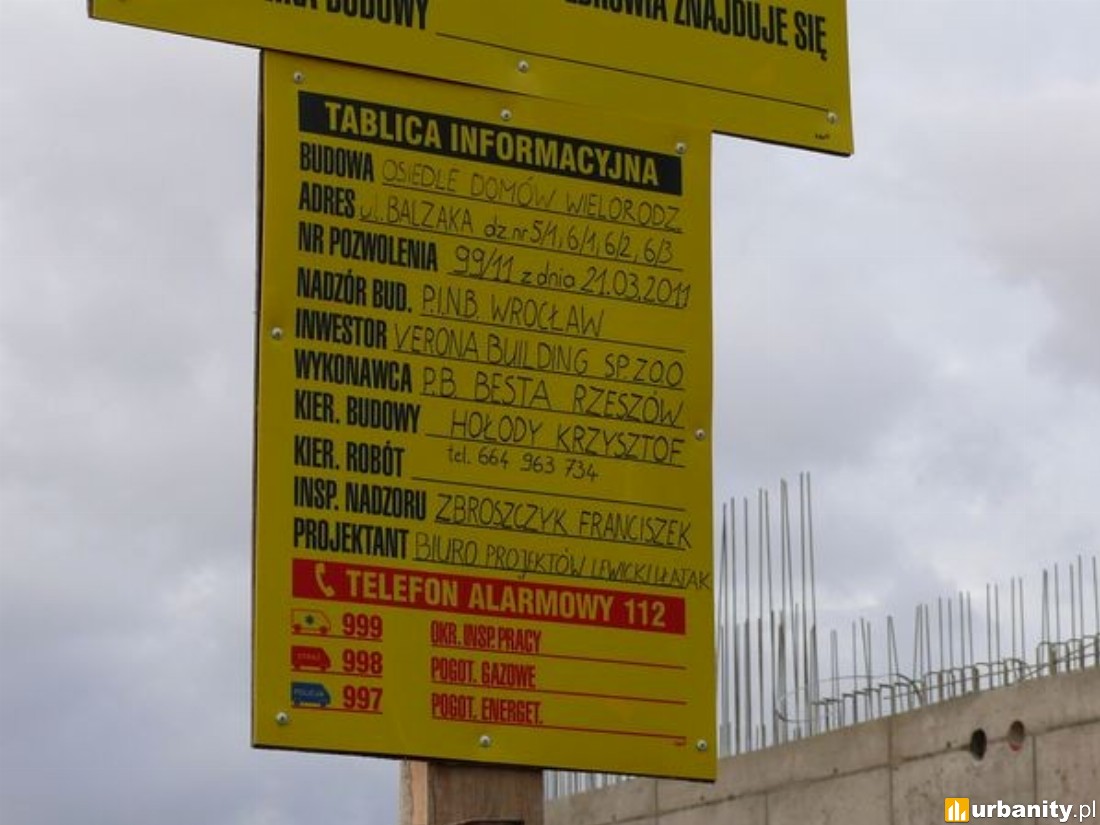 BUDOWY
ZDROWIA ZNAJDUJE SIĘ
TABLICA INFORMACYJNA
BUDOWA OSIEDLE DOMÓW WIELORODZ.
ADRES ul. BALZAKA dz. nr 5/1, 6/1, 6/2, 6/3
NR POZWOLENIA 99/11 z dnia 21.03.2011
NADZÓR BUD. P.I.N.B. WROCŁAW
INWESTOR VERONA BUILDING SP. Z O.O
WYKONAWCA P.B. BESTA RZESZÓW
KIER. BUDOWY HOŁODY KRZYSZTOF
tel. 664 963 734
KIER. ROBÓT
INSP. NADZORU ZBROSZCZYK FRANCISZEK
PROJEKTANT BIURO PROJEKTÓW LEWICKI ŁATAK
TELEFON ALARMOWY 112
999 OKR. INSP. PRACY
STRAŻ 998 POGOT. GAZOWE
POLICJA 997 POGOT. ENERGET.
urbanity.pl